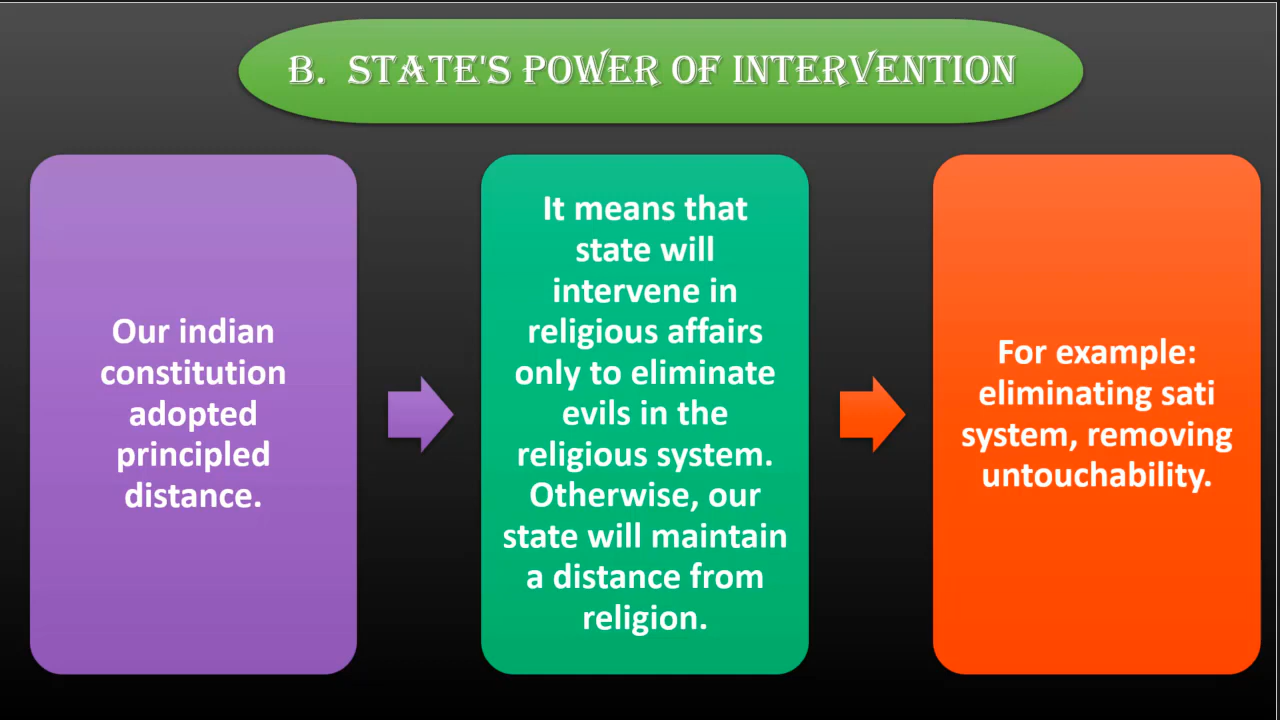 B. STATE'S POWER OF INTERVENTION
Our indian
constitution
adopted
principled
distance.
It means that
state will
intervene in
religious affairs
only to eliminate
evils in the
religious system.
Otherwise, our
state will maintain
a distance from
religion.
For example:
eliminating sati
system, removing
untouchability.